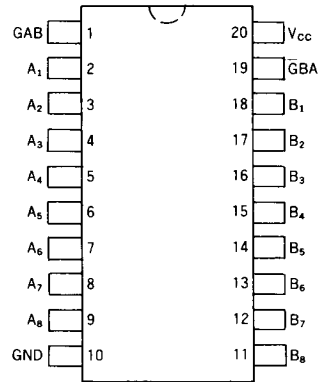 GAB 1 20 Vcc
A₁ 2 19 G̅BA
A₂ 3 18 B₁
A₃ 4 17 B₂
A₄ 5 16 B₃
A₅ 6 15 B₄
A₆ 7 14 B₅
A₇ 8 13 B₆
A₈ 9 12 B₇
GND 10 11 B₈